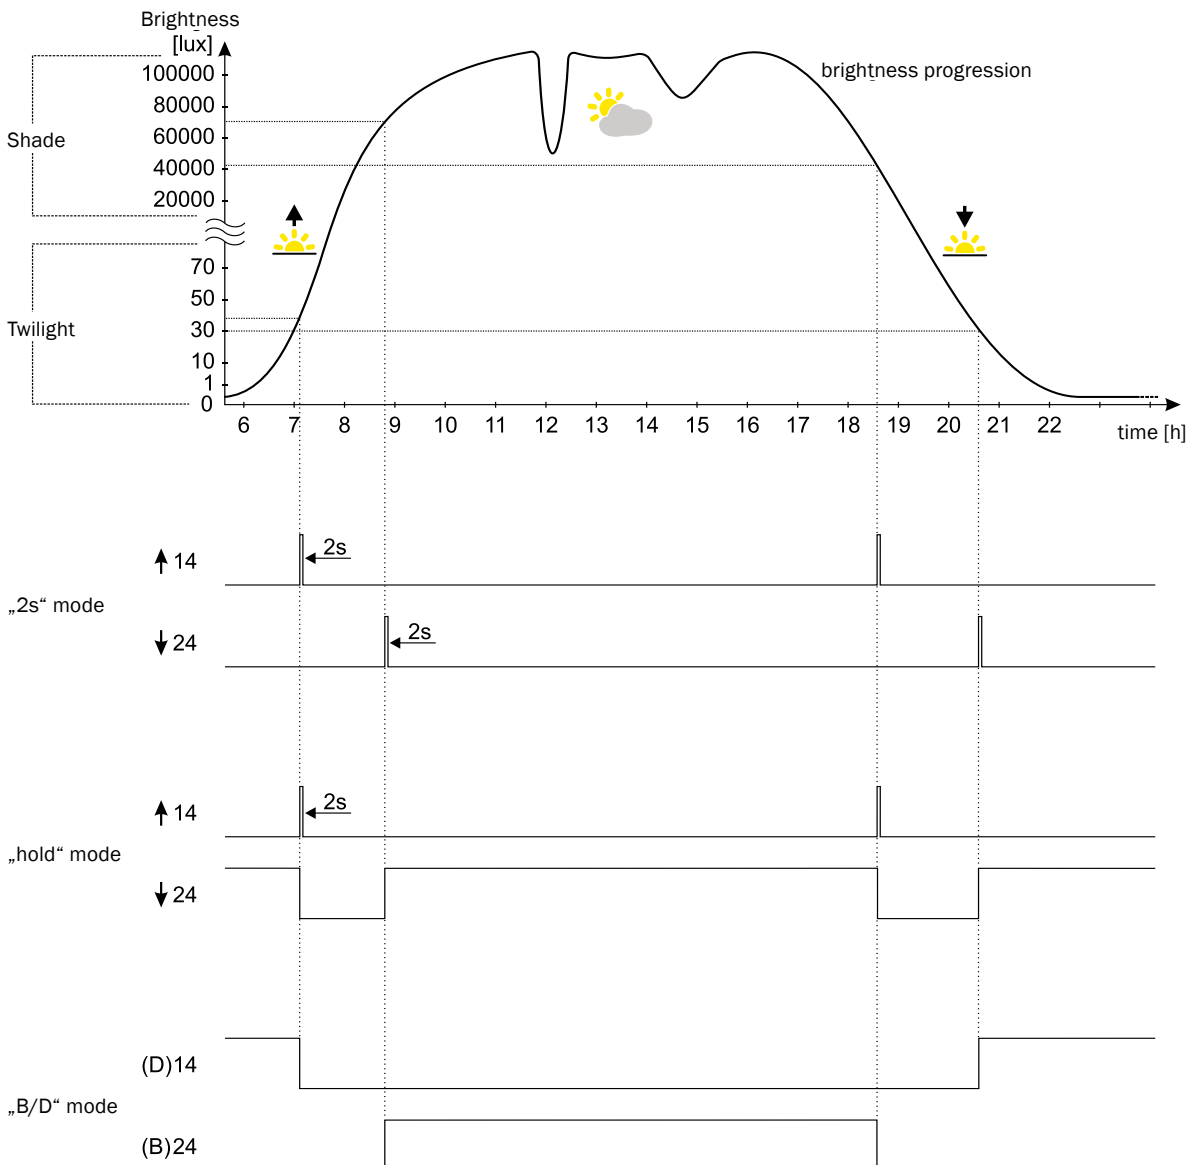 Brightness
[lux]
100000
80000
60000
40000
20000
70
50
30
10
1
0
Shade
Twilight
brightness progression
6 7 8 9 10 11 12 13 14 15 16 17 18 19 20 21 22
time [h]
14
2s
„2s“ mode
24
2s
14
2s
„hold“ mode
24
(D)14
„B/D“ mode
(B)24